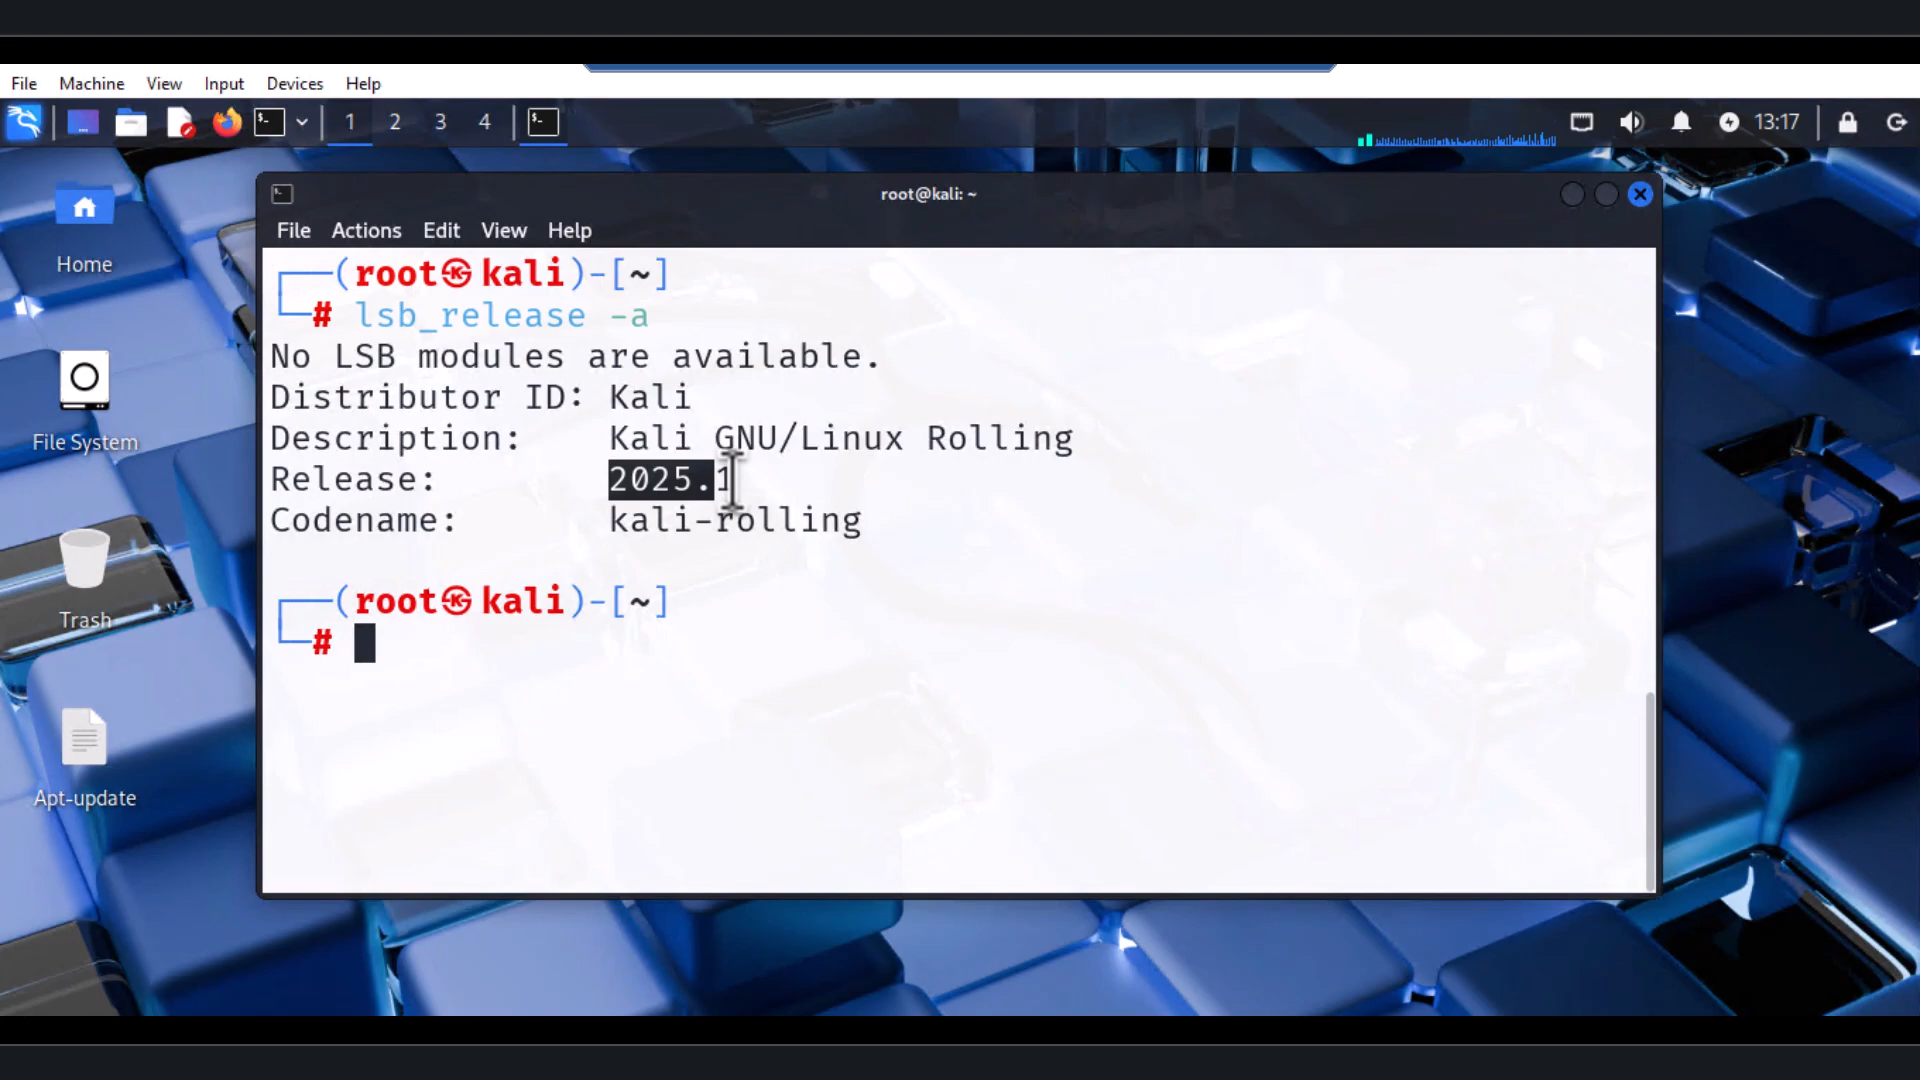 File Machine View Input Devices Help
1 2 3 4 13:17
root@kali: ~
File Actions Edit View Help
Home
File System
Trash
Apt-update
(root㉿kali)-[~]
# lsb_release -a
No LSB modules are available.
Distributor ID: Kali
Description: Kali GNU/Linux Rolling
Release: 2025.1
Codename: kali-rolling
(root㉿kali)-[~]
#